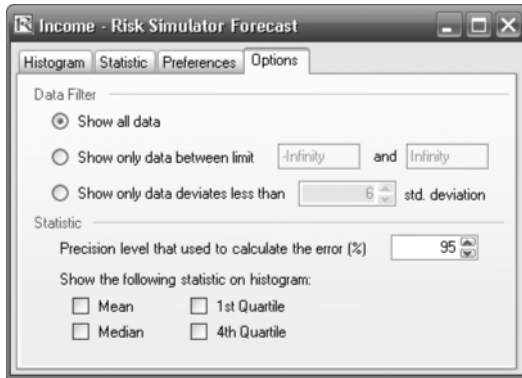 Income - Risk Simulator Forecast
Histogram Statistic Preferences Options
Data Filter
Show all data
Show only data between limit -Infinity and Infinity
Show only data deviates less than 6 std. deviation
Statistic
Precision level that used to calculate the error (%) 95
Show the following statistic on histogram:
Mean 1st Quartile
Median 4th Quartile